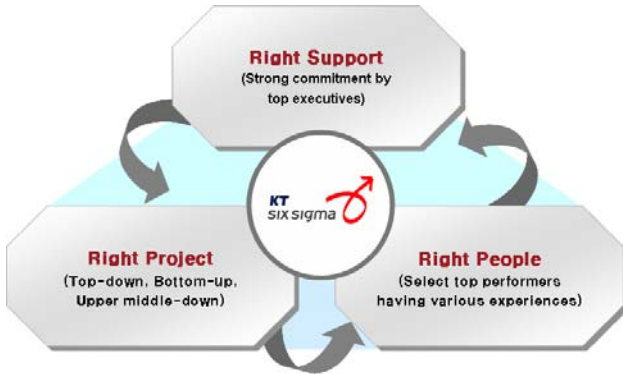 Right Support
(Strong commitment by
top executives)
KT
six sigma
Right Project
(Top-down, Bottom-up,
Upper middle-down)
Right People
(Select top performers
having various experiences)